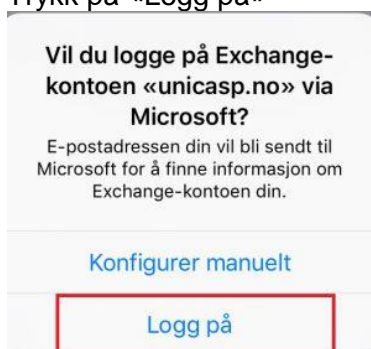 Trykk på «Logg på»
Vil du logge på Exchange-
kontoen «unicasp.no» via
Microsoft?
E-postadressen din vil bli sendt til
Microsoft for å finne informasjon om
Exchange-kontoen din.
Konfigurer manuelt
Logg på